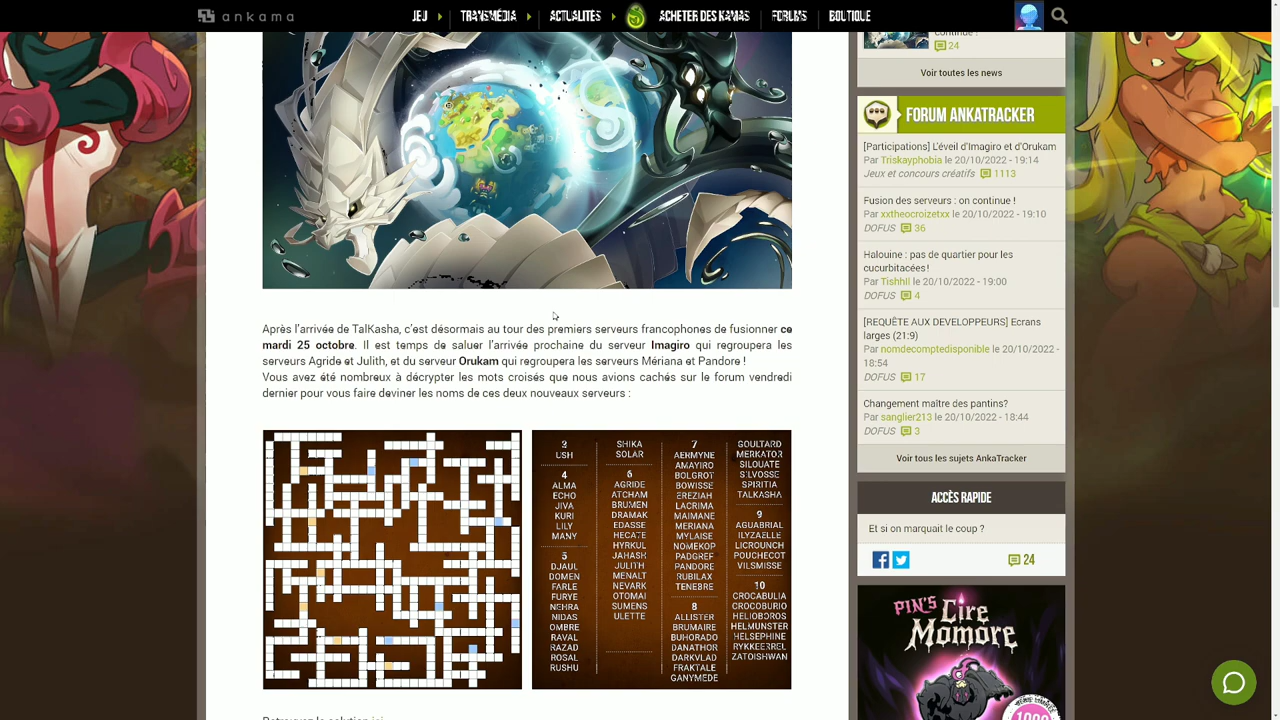 ankama
JEU
TRANSMÉDIA
ACTUALITÉS
ACHETER DES KAMAS
FORUMS
BOUTIQUE
continue !
24
Voir toutes les news
FORUM ANKATRACKER
[Participations] L'éveil d'Imagiro et d'Orukam
Par Triskayphobia le 20/10/2022 - 19:14
Jeux et concours créatifs 1113
Fusion des serveurs : on continue !
Par xxtheocroizetxx le 20/10/2022 - 19:10
DOFUS 36
Halouine : pas de quartier pour les
cucurbitacées !
Par TishhIl le 20/10/2022 - 19:00
DOFUS 4
[REQUÊTE AUX DEVELOPPEURS] Ecrans
larges (21:9)
Par nomdecomptedisponible le 20/10/2022 -
18:54
DOFUS 17
Changement maître des pantins?
Par sanglier213 le 20/10/2022 - 18:44
DOFUS 3
Voir tous les sujets AnkaTracker
ACCÈS RAPIDE
Et si on marquait le coup ?
24
PIN'S
Cire
Momore
Après l'arrivée de TalKasha, c'est désormais au tour des premiers serveurs francophones de fusionner ce
mardi 25 octobre. Il est temps de saluer l'arrivée prochaine du serveur Imagiro qui regroupera les
serveurs Agride et Julith, et du serveur Orukam qui regroupera les serveurs Mériana et Pandore !
Vous avez été nombreux à décrypter les mots croisés que nous avions cachés sur le forum vendredi
dernier pour vous faire deviner les noms de ces deux nouveaux serveurs :
3
USH
4
ALMA
ECHO
JIVA
KURI
LILY
MANY
5
DJAUL
DOMEN
FARLE
FURYE
NEHRA
NIDAS
OMBRE
RAVAL
RAZAD
ROSAL
RUSHU
SHIKA
SOLAR
6
AGRIDE
ATCHAM
BRUMEN
DRAMAK
EDASSE
HECATE
HYRKUL
JAHASH
JULITH
MENALT
NEVARK
OTOMAI
SUMENS
ULETTE
7
AERMYNE
AMAYIRO
BOLGROT
BOWISSE
EREZIAH
LACRIMA
MAIMANE
MERIANA
MYLAISE
NOMEKOP
PADGREF
PANDORE
RUBILAX
TENEBRE
8
ALLISTER
BRUMAIRE
BUHORADO
DANATHOR
DARKVLAD
FRAKTALE
GANYMEDE
GOULTARD
MERKATOR
SILOUATE
SILVOSSE
SPIRITIA
TALKASHA
9
AGUABRIAL
ILYZAELLE
LICROUNCH
POUCHECOT
VILSMISSE
10
CROCABULIA
CROCOBURIO
HELIOBOROS
HELMUNSTER
HELSEPHINE
RYKKEERREL
ZATOISHWAN
Retrouvez la solution ici